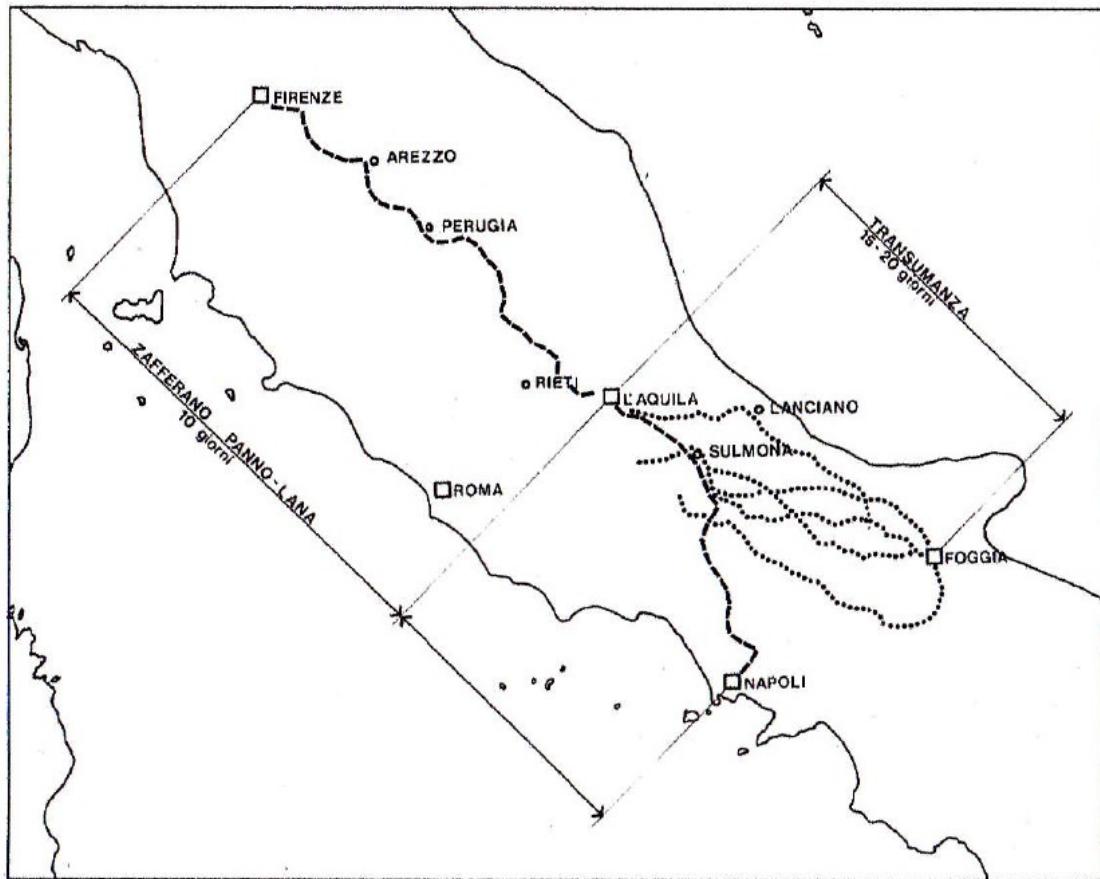 FIRENZE
AREZZO
PERUGIA
TRANSUMANZA
15-20 giorni
ZAFFERANO PANNO-LANA
10 giorni
RIETI
L'AQUILA
LANCIANO
SULMONA
ROMA
FOGGIA
NAPOLI